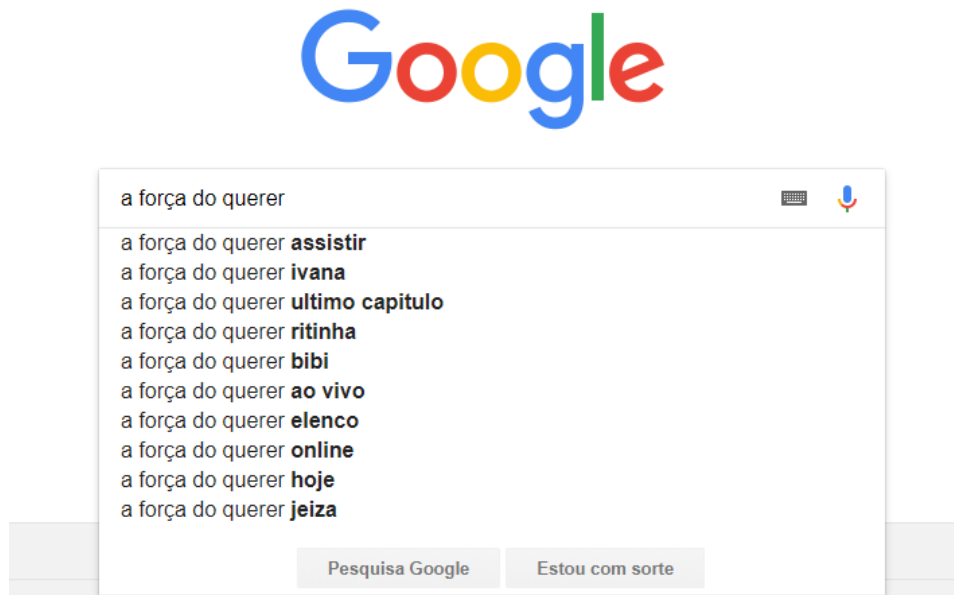 Google
a força do querer
a força do querer assistir
a força do querer ivana
a força do querer ultimo capitulo
a força do querer ritinha
a força do querer bibi
a força do querer ao vivo
a força do querer elenco
a força do querer online
a força do querer hoje
a força do querer jeiza
Pesquisa Google Estou com sorte